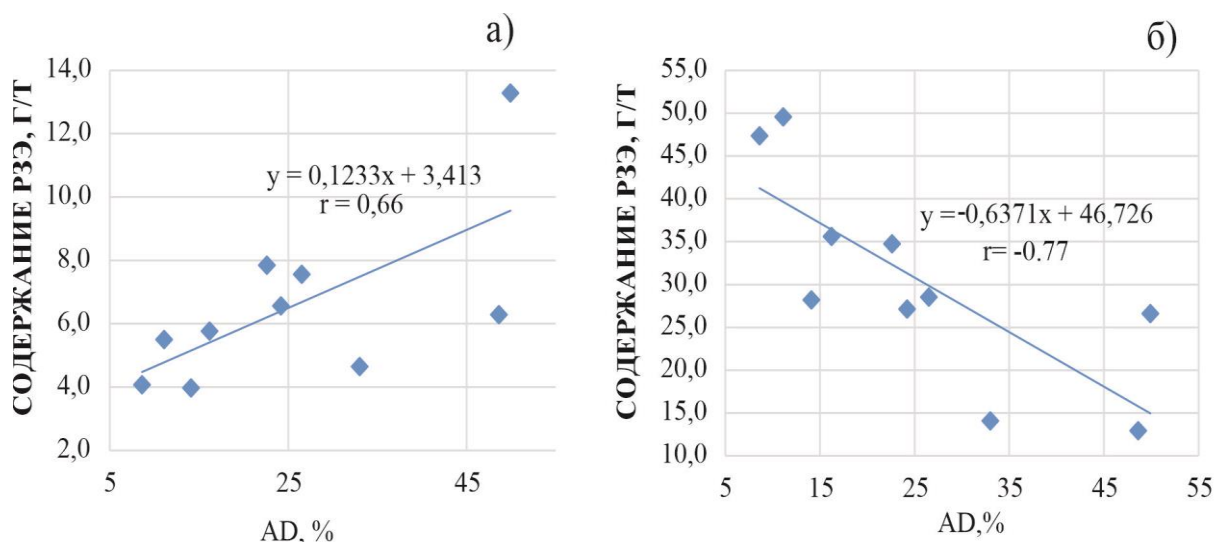 а)
СОДЕРЖАНИЕ РЗЭ, Г/Т
14,0
12,0
10,0
8,0
6,0
4,0
2,0
y = 0,1233x + 3,413
r = 0,66
5
25
45
AD, %
б)
СОДЕРЖАНИЕ РЗЭ, Г/Т
55,0
50,0
45,0
40,0
35,0
30,0
25,0
20,0
15,0
10,0
y =-0,6371x + 46,726
r= -0.77
5
15
25
35
45
55
AD,%